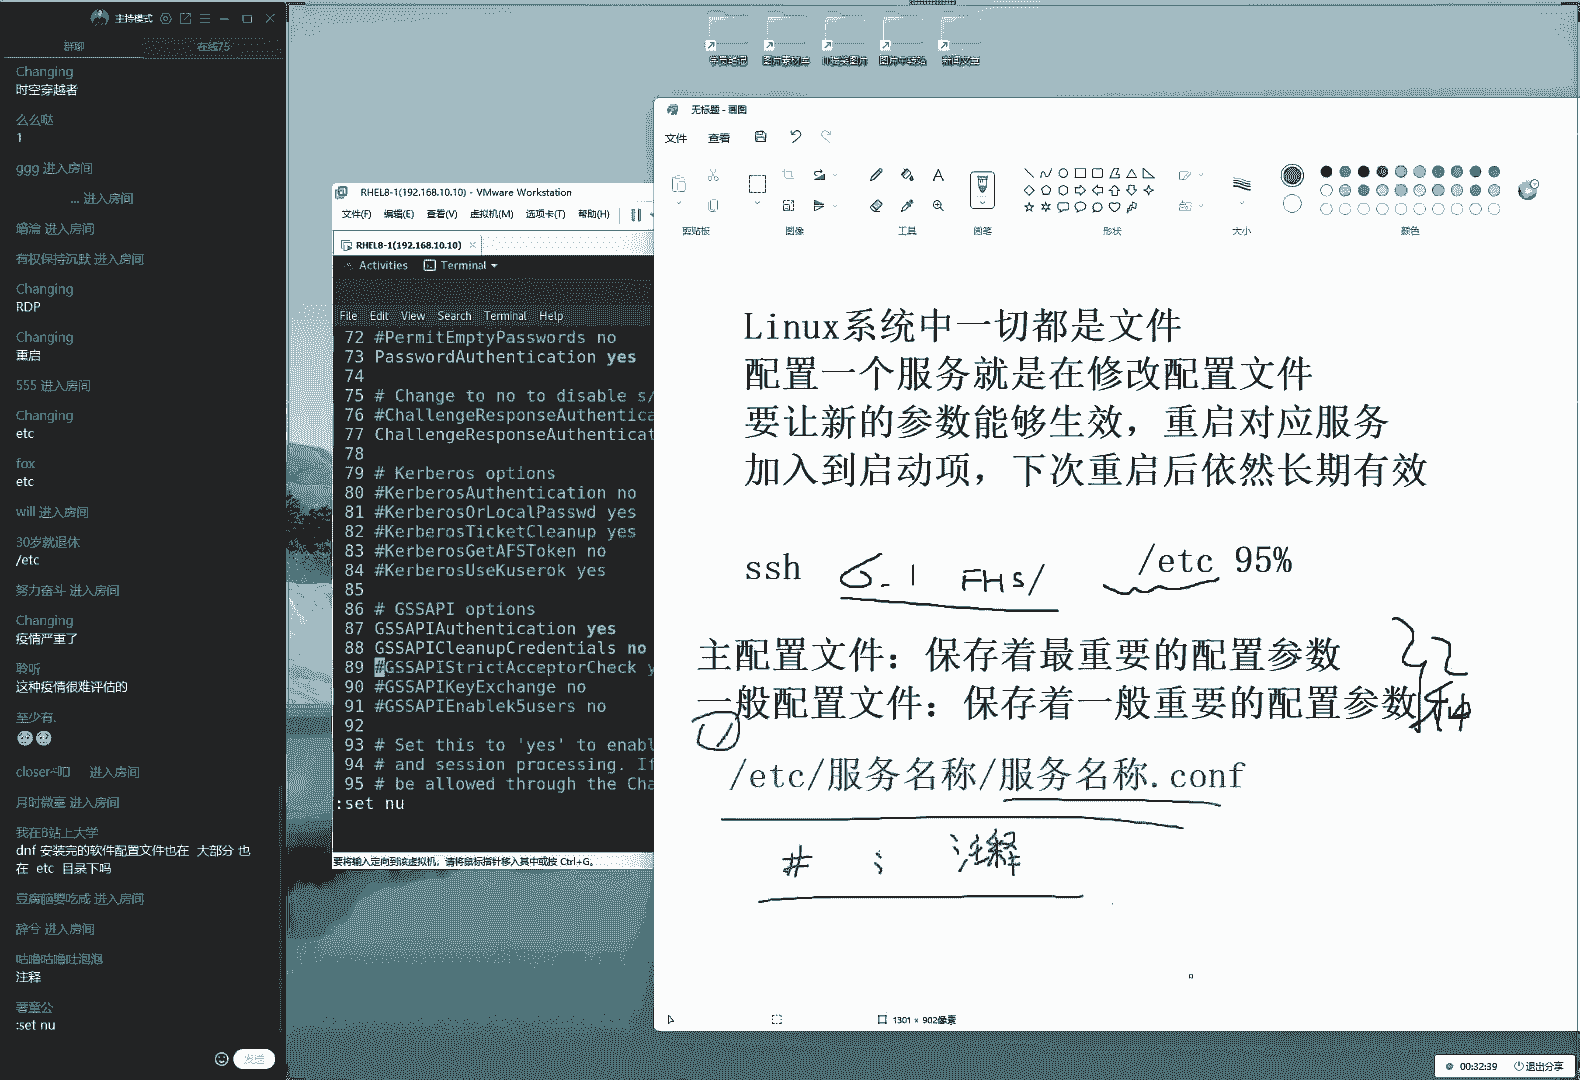 主持模式
群聊
在线75
Changing
时空穿越者
么么哒
1
ggg 进入房间
... 进入房间
进入房间
有权保持沉默 进入房间
Changing
RDP
Changing
重启
555 进入房间
Changing
etc
fox
etc
will 进入房间
30岁就退休
/etc
努力奋斗 进入房间
Changing
疫情严重了
聆听
这种疫情很难评估的
至少有.
进入房间
月时微薹 进入房间
我在B站上大学
dnf 安装完的软件配置文件也在 大部分 也
在 etc 目录下吗
豆腐脑要吃咸 进入房间
辞兮 进入房间
咕噜咕噜吐泡泡
注释
薯童公
:set nu
发送
RHEL8-1(192.168.10.10) - VMware Workstation
文件(F) 编辑(E) 查看(V) 虚拟机(M) 选项卡(T) 帮助(H)
RHEL8-1(192.168.10.10)
Activities Terminal
File Edit View Search Terminal Help
72 #PermitEmptyPasswords no
73 PasswordAuthentication yes
74
75 # Change to no to disable s/
76 #ChallengeResponseAuthentica
77 ChallengeResponseAuthenticat
78
79 # Kerberos options
80 #KerberosAuthentication no
81 #KerberosOrLocalPasswd yes
82 #KerberosTicketCleanup yes
83 #KerberosGetAFSToken no
84 #KerberosUseKuserok yes
85
86 # GSSAPI options
87 GSSAPIAuthentication yes
88 GSSAPICleanupCredentials no
89 #GSSAPIStrictAcceptorCheck y
90 #GSSAPIKeyExchange no
91 #GSSAPIEnablek5users no
92
93 # Set this to 'yes' to enabl
94 # and session processing. If
95 # be allowed through the Cha
:set nu
要将输入定向到该虚拟机，请将鼠标指针移入其中或按 Ctrl+G。
无标题 - 画图
文件 查看
剪贴板 图像 工具 画笔 形状 大小 颜色
Linux系统中一切都是文件
配置一个服务就是在修改配置文件
要让新的参数能够生效，重启对应服务
加入到启动项，下次重启后依然长期有效
ssh 6.1 FHS/ /etc 95%
主配置文件：保存着最重要的配置参数
一般配置文件：保存着一般重要的配置参数
2种
/etc/服务名称/服务名称.conf
# ; 注释
1301 × 902像素
00:32:39 退出分享